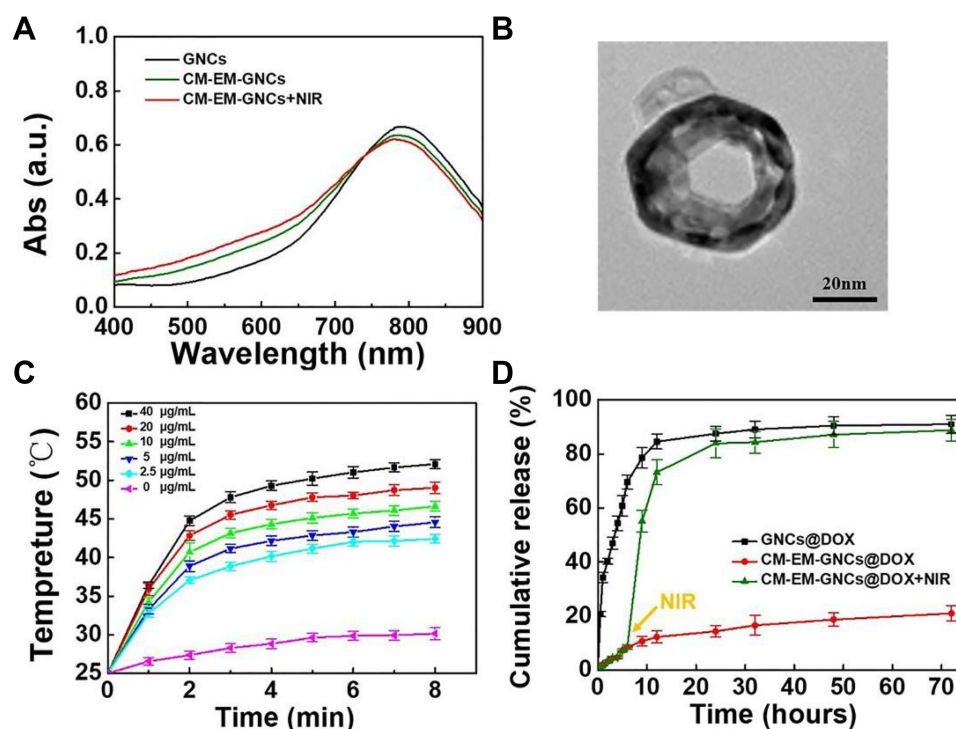 A
Abs (a.u.)
1.0
0.8
0.6
0.4
0.2
0.0
GNCs
CM-EM-GNCs
CM-EM-GNCs+NIR
400 500 600 700 800 900
Wavelength (nm)
B
20nm
C
Tempreture (℃)
60
55
50
45
40
35
30
25
40 μg/mL
20 μg/mL
10 μg/mL
5 μg/mL
2.5 μg/mL
0 μg/mL
0 2 4 6 8
Time (min)
D
Cumulative release (%)
100
80
60
40
20
0
GNCs@DOX
CM-EM-GNCs@DOX
CM-EM-GNCs@DOX+NIR
NIR
0 10 20 30 40 50 60 70
Time (hours)